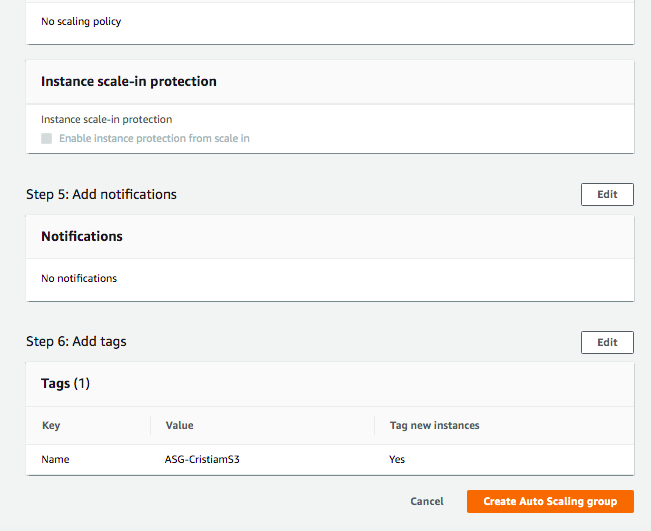 No scaling policy
Instance scale-in protection
Instance scale-in protection
Enable instance protection from scale in
Step 5: Add notifications
Edit
Notifications
No notifications
Step 6: Add tags
Edit
Tags (1)
Key Value Tag new instances
Name ASG-CristiamS3 Yes
Cancel Create Auto Scaling group